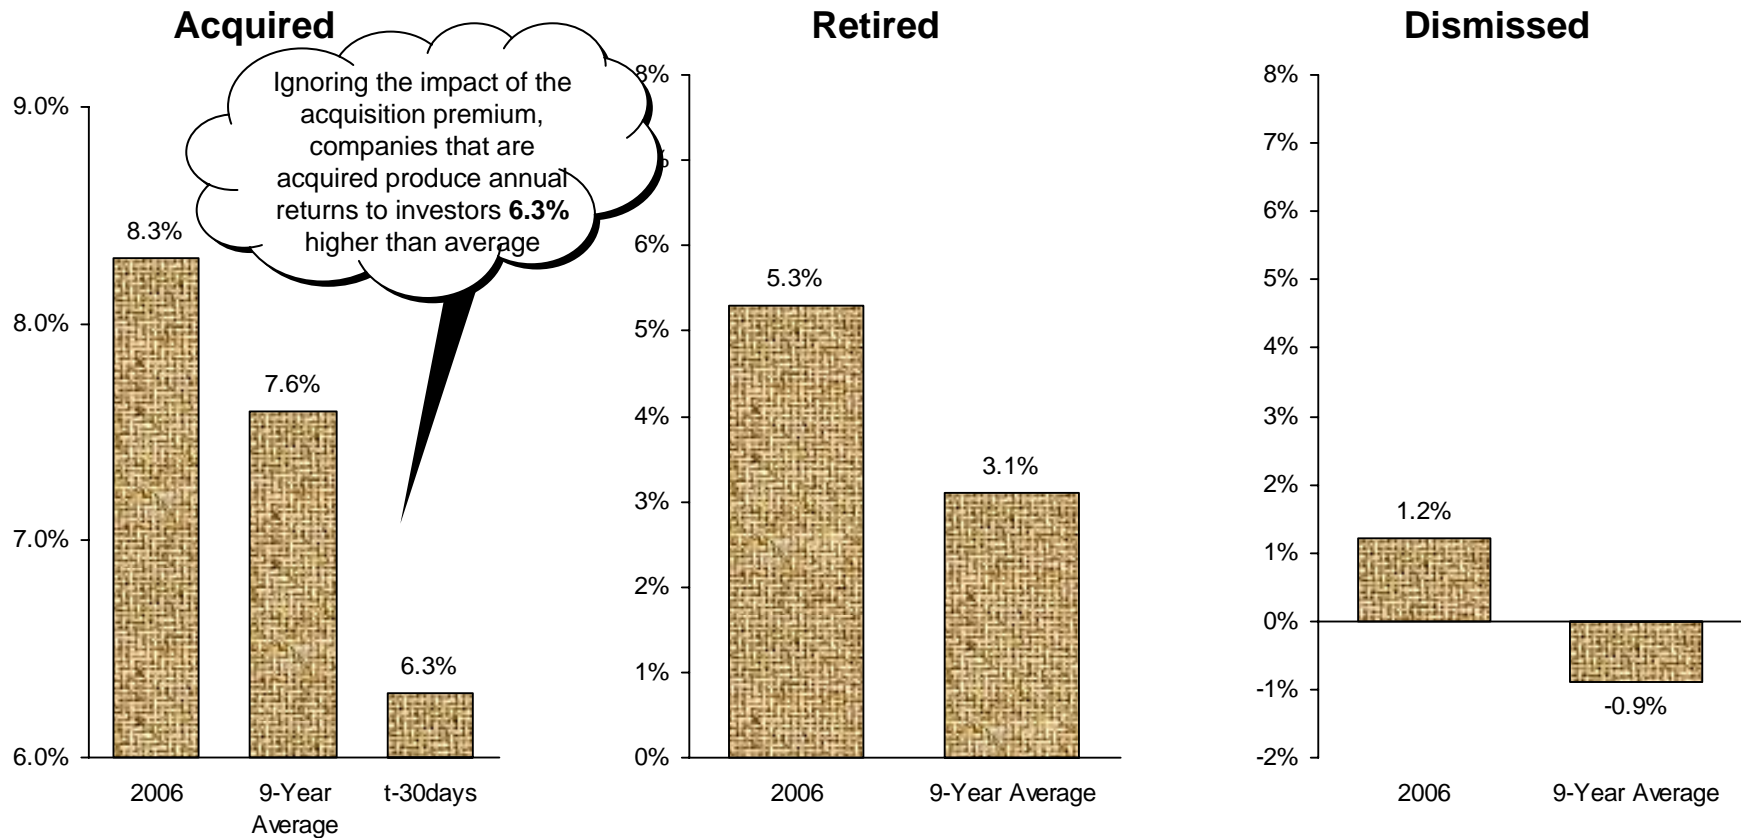 Acquired
Ignoring the impact of the
acquisition premium,
companies that are
acquired produce annual
returns to investors 6.3%
higher than average
9.0%
8.0%
7.0%
6.0%
8.3%
7.6%
6.3%
2006
9-Year
Average
t-30days
Retired
8%
6%
5%
4%
3%
2%
1%
0%
5.3%
3.1%
2006
9-Year Average
Dismissed
8%
7%
6%
5%
4%
3%
2%
1%
0%
-1%
-2%
1.2%
-0.9%
2006
9-Year Average